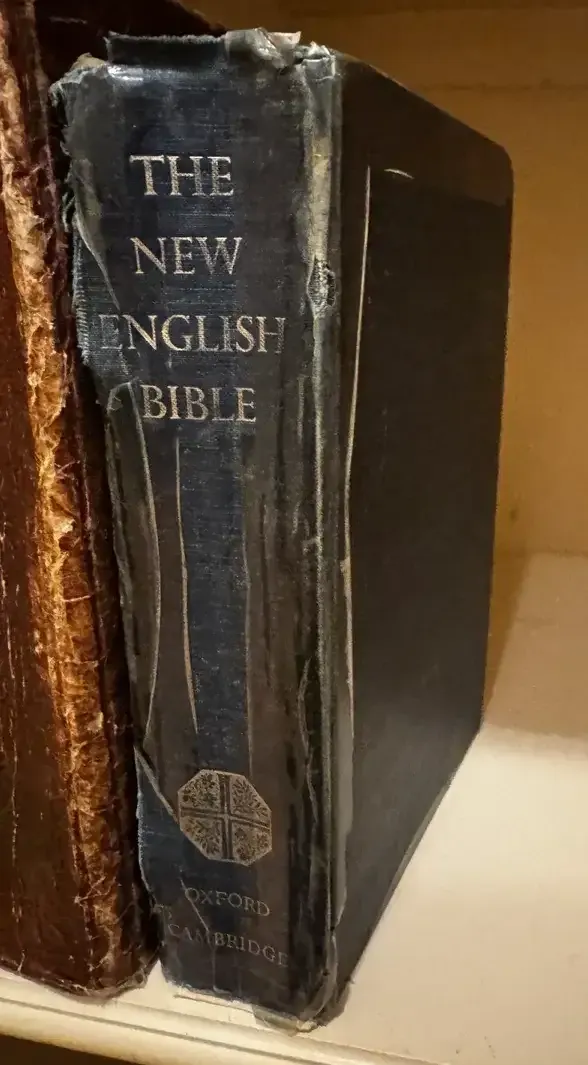 THE
NEW
ENGLISH
BIBLE
OXFORD
CAMBRIDGE